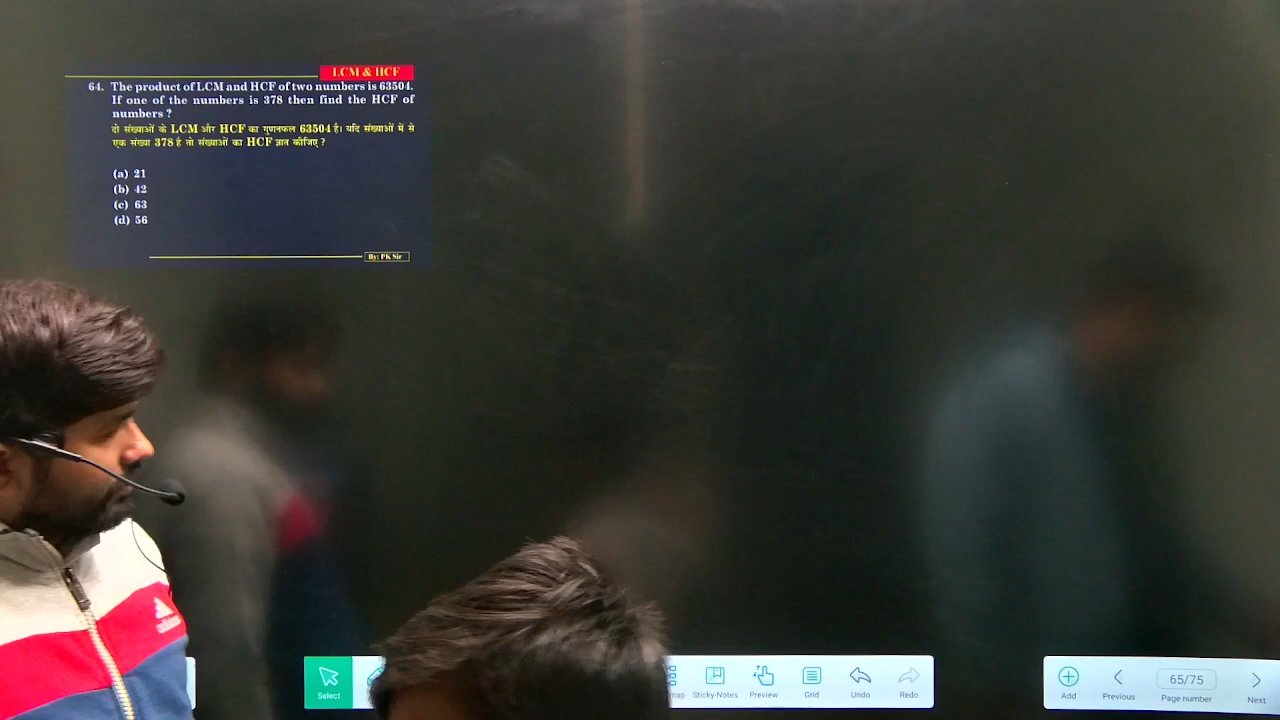 LCM & HCF
64. The product of LCM and HCF of two numbers is 63504.
If one of the numbers is 378 then find the HCF of
numbers ?
दो संख्याओं के LCM और HCF का गुणनफल 63504 है। यदि संख्याओं में से
एक संख्या 378 है तो संख्याओं का HCF ज्ञात कीजिए ?
(a) 21
(b) 42
(c) 63
(d) 56
By: PK Sir
adidas
Select
Sticky-Notes
Preview
Grid
Undo
Redo
Add
Previous
65/75
Page number
Next